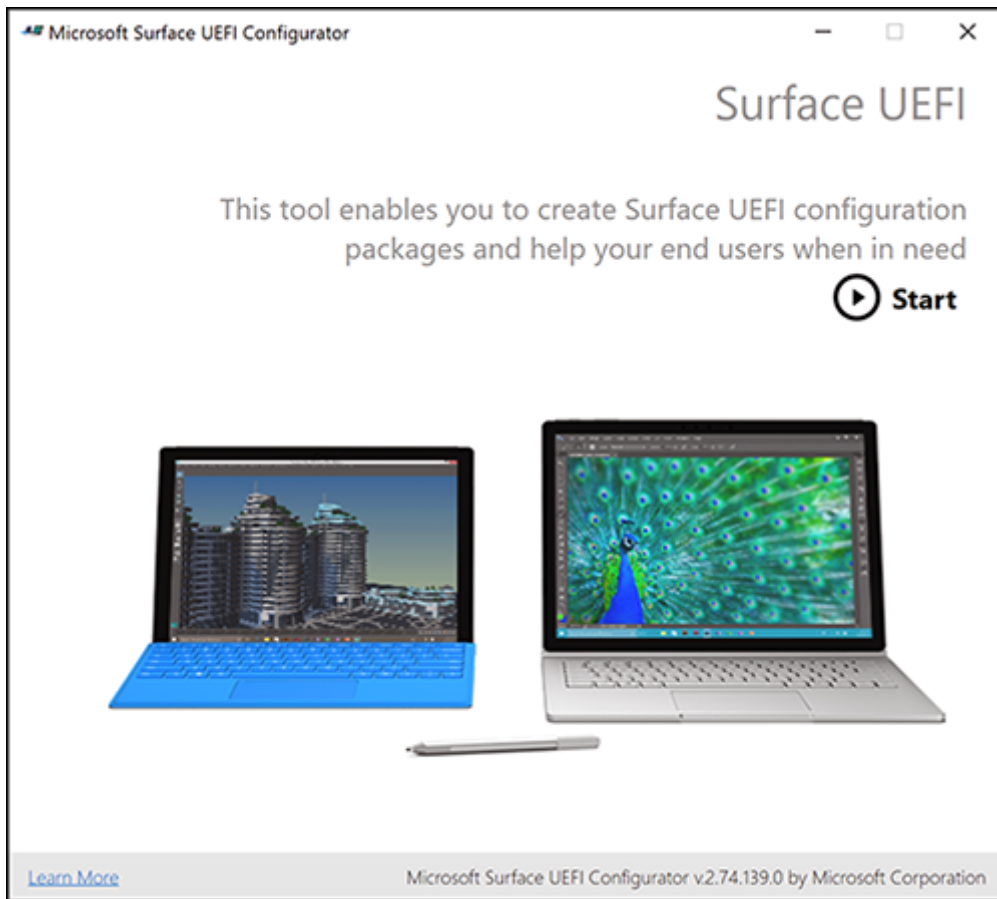 Microsoft Surface UEFI Configurator
Surface UEFI
This tool enables you to create Surface UEFI configuration
packages and help your end users when in need
Start
Learn More
Microsoft Surface UEFI Configurator v.2.74.139.0 by Microsoft Corporation